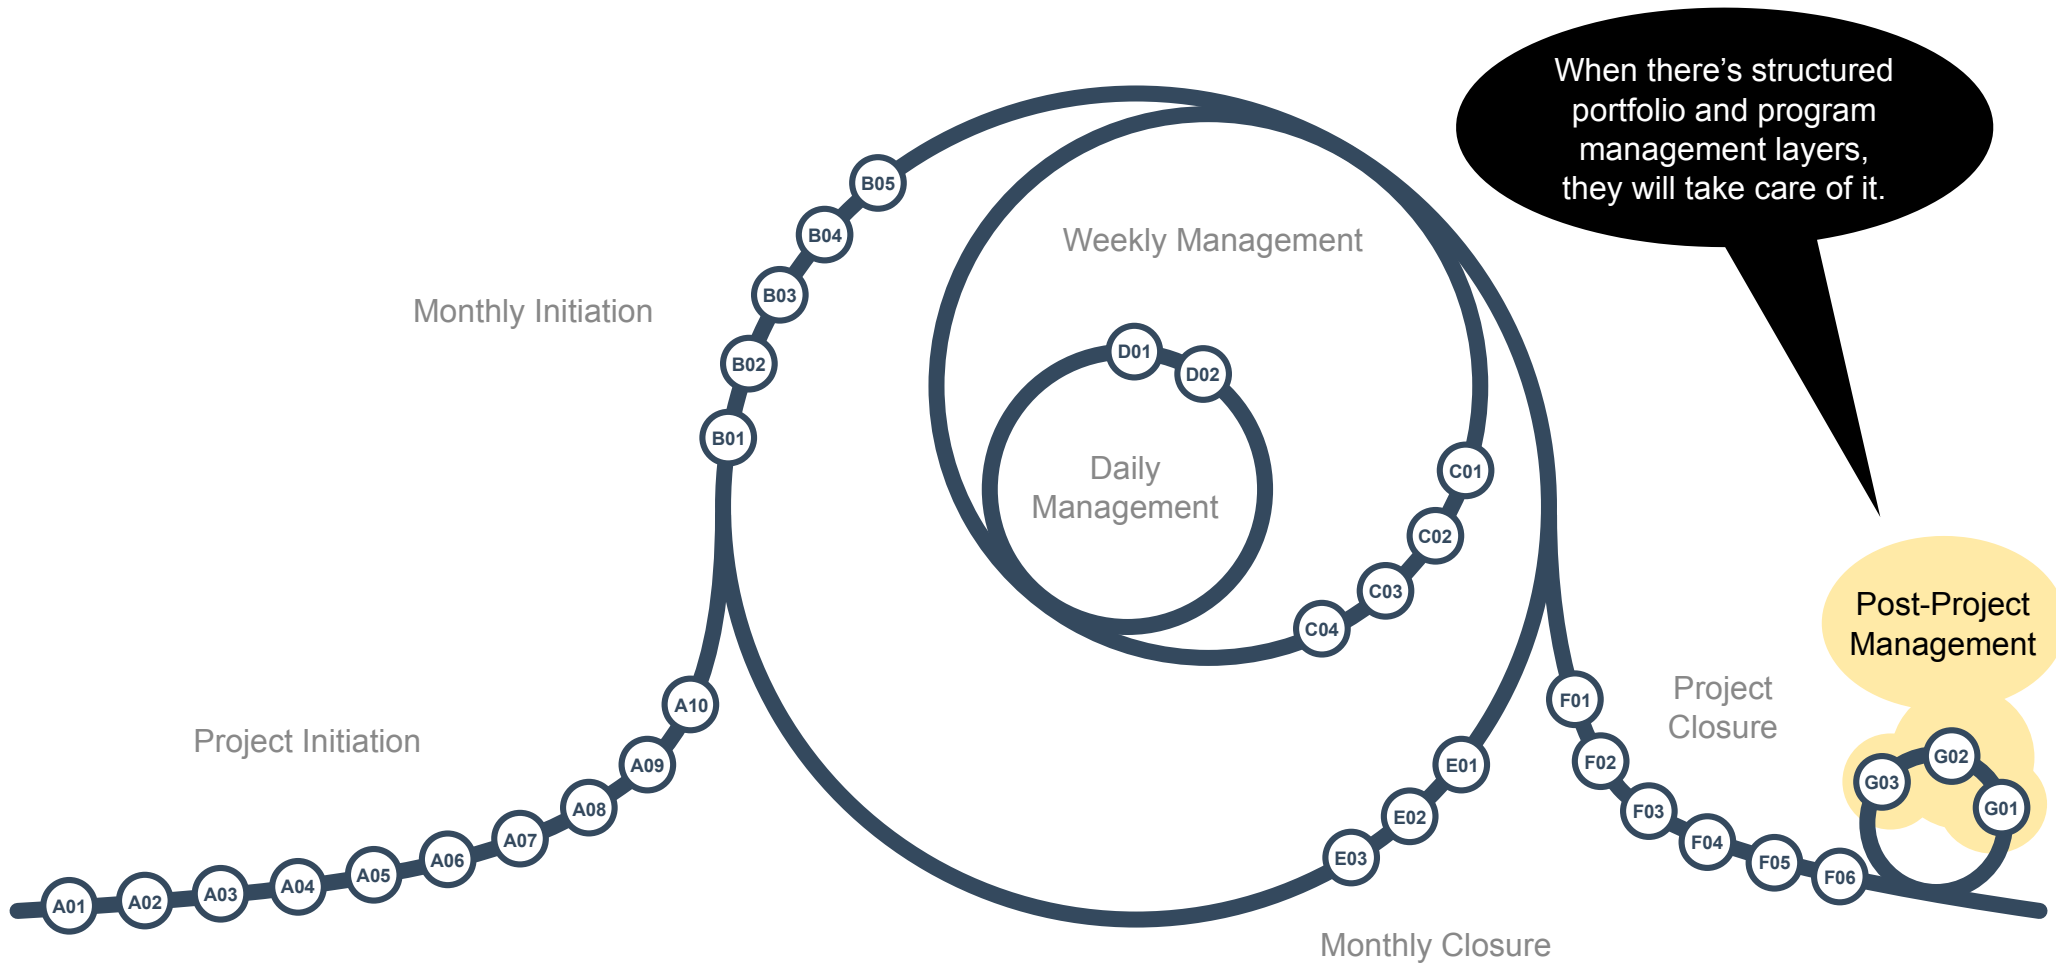 When there’s structured
portfolio and program
management layers,
they will take care of it.
Monthly Initiation
B05
B04
B03
B02
B01
Weekly Management
D01
D02
Daily
Management
C01
C02
C03
C04
Project Initiation
A01
A02
A03
A04
A05
A06
A07
A08
A09
A10
E01
E02
E03
Monthly Closure
Project
Closure
F01
F02
F03
F04
F05
F06
Post-Project
Management
G03
G02
G01